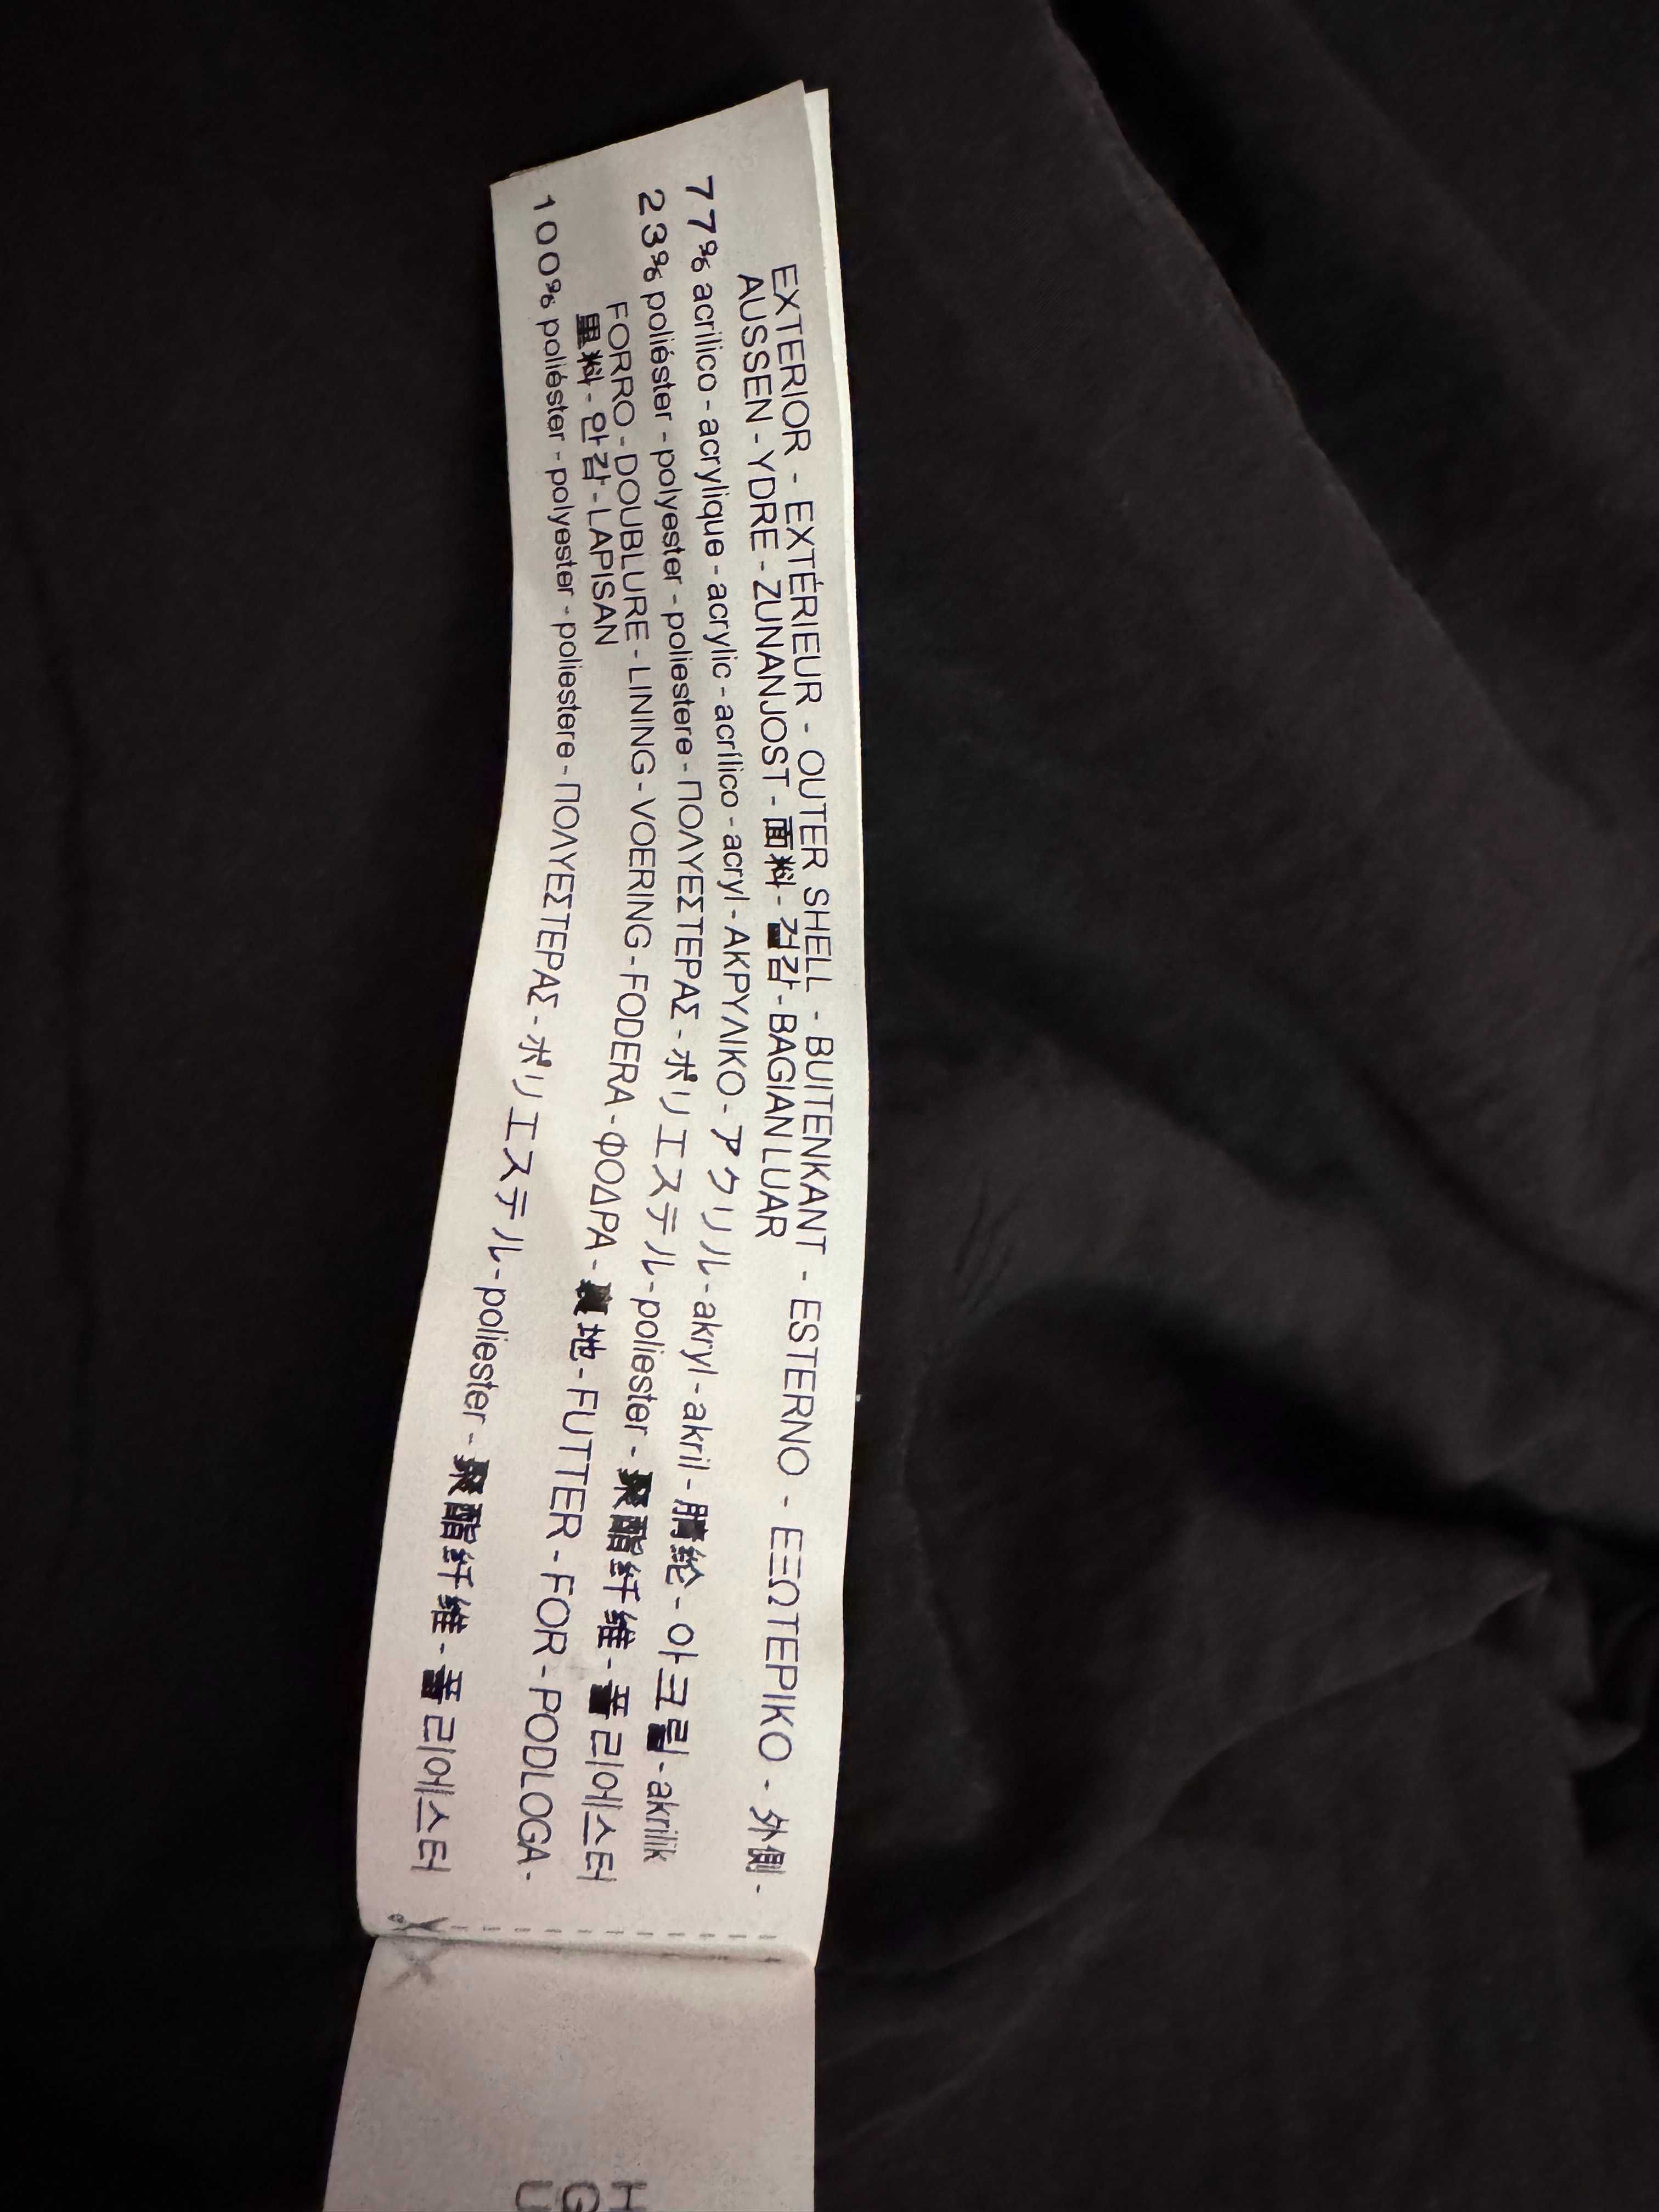 EXTERIOR - EXTÉRIEUR - OUTER SHELL - BUITENKANT - ESTERNO - ΕΞΩΤΕΡΙΚΟ - 外側 -
AUSSEN - YDRE - ZUNANJOST - 面料 - 겉감 - BAGIAN LUAR
77% acrilico - acrylique - acrylic - acrílico - acryl - ΑΚΡΥΛΙΚΟ - アクリル - akryl - akril - 腈纶 - 아크릴 - akrilik
23% poliéster - polyester - poliestere - ΠΟΛΥΕΣΤΕΡΑΣ - ポリエステル - poliester - 聚酯纤维 - 폴리에스터
FORRO - DOUBLURE - LINING - VOERING - FODERA - ΦΟΔΡΑ - 裏地 - FUTTER - FOR - PODLOGA -
里料 - 안감 - LAPISAN
100% poliéster - polyester - poliestere - ΠΟΛΥΕΣΤΕΡΑΣ - ポリエステル - poliester - 聚酯纤维 - 폴리에스터